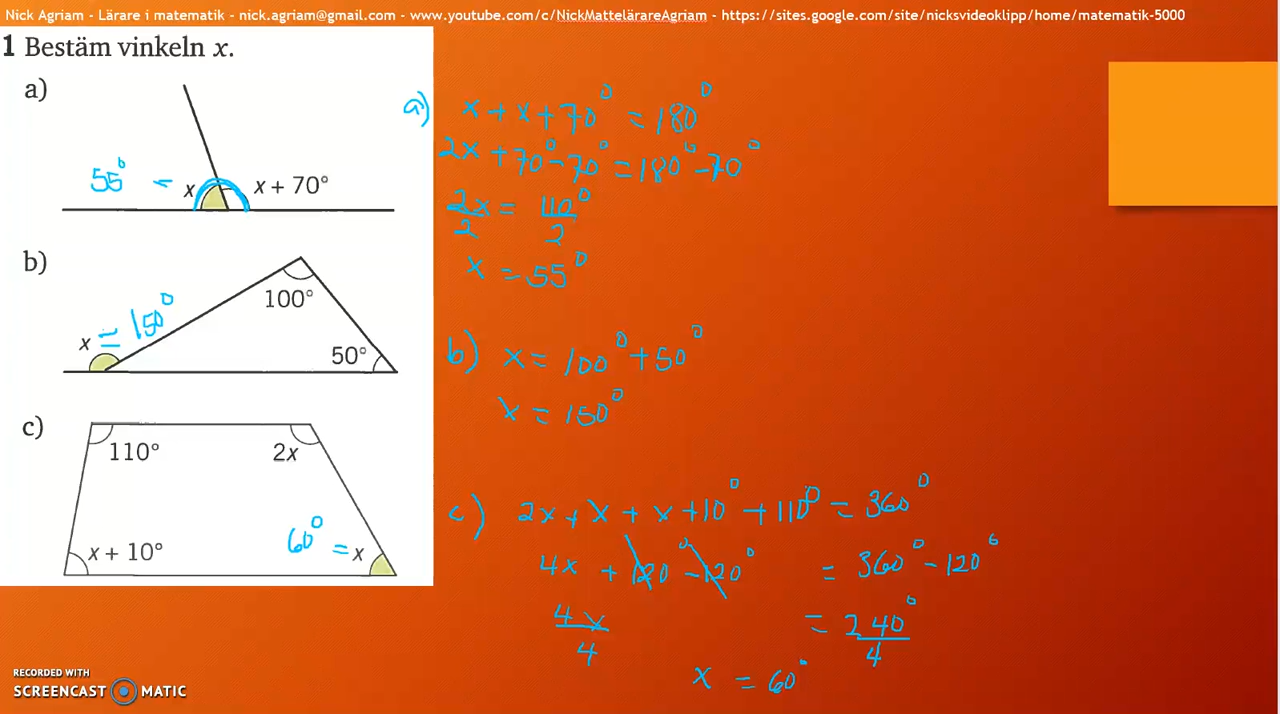 Nick Agriam - Lärare i matematik - nick.agriam@gmail.com - www.youtube.com/c/NickMattelärareAgriam - https://sites.google.com/site/nicksvideoklipp/home/matematik-5000
1 Bestäm vinkeln x.
a)
55° = x
x + 70°
b)
x = 150°
100°
50°
c)
110°
2x
x + 10°
60° = x
a) x + x + 70° = 180°
2x + 70° - 70° = 180° - 70°
2x/2 = 110°/2
x = 55°
b) x = 100° + 50°
x = 150°
c) 2x + x + x + 10° + 110° = 360°
4x + 120° - 120° = 360° - 120°
4x/4 = 240°/4
x = 60°
RECORDED WITH
SCREENCAST MATIC